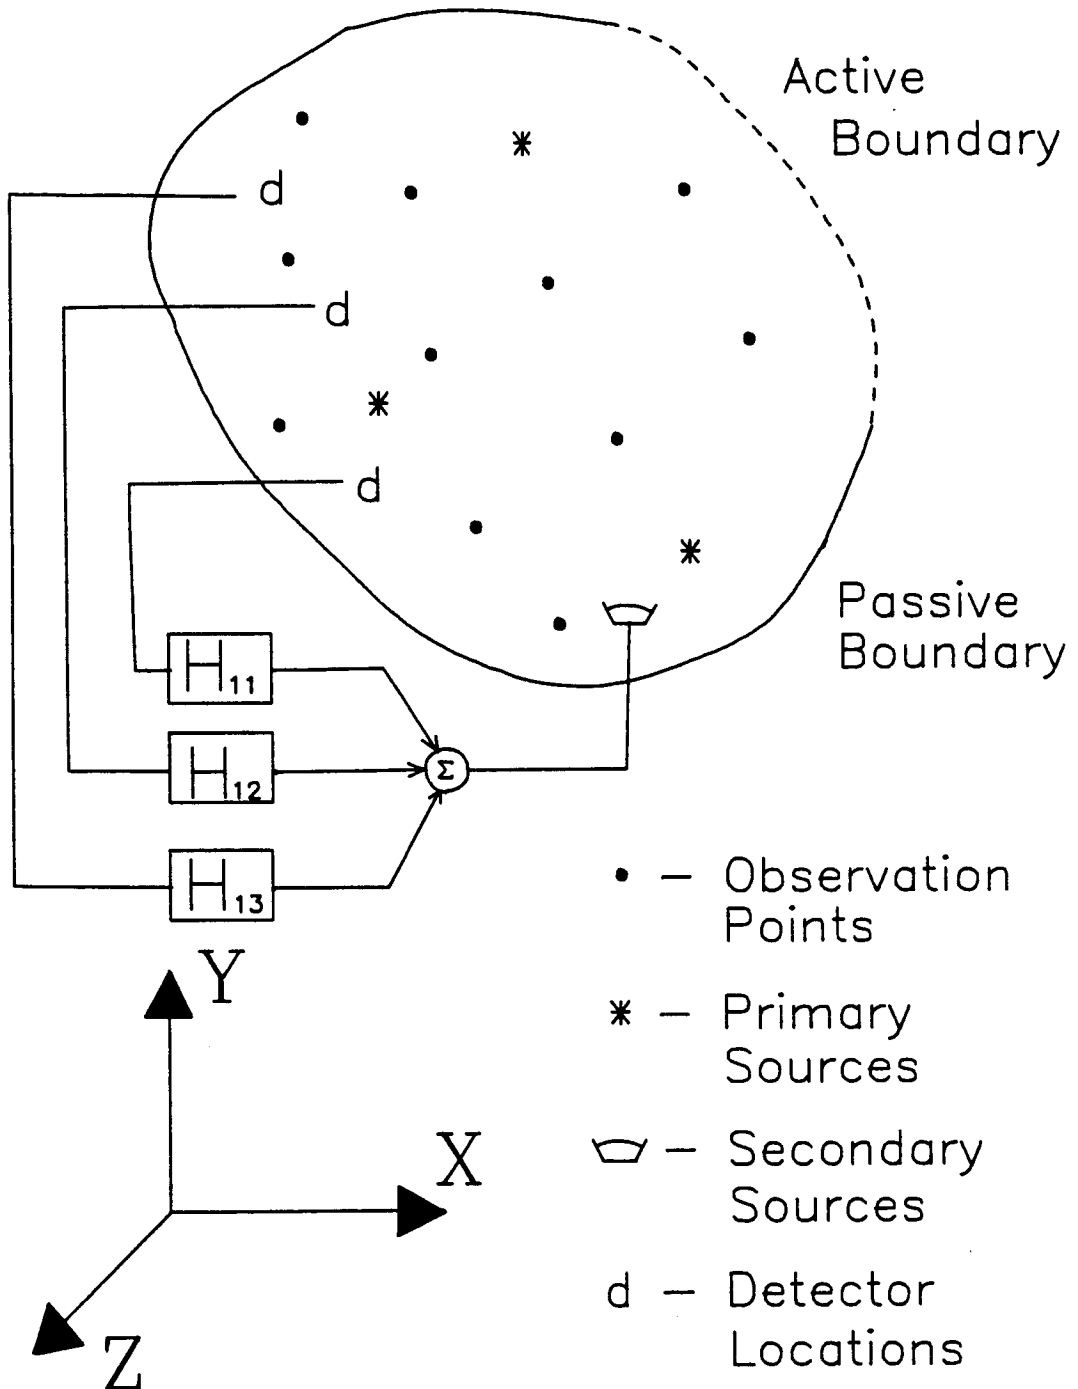 Active
Boundary
d
d
d
Passive
Boundary
H11
H12
Σ
H13
• – Observation
Points
Y
* – Primary
Sources
X
– Secondary
Sources
d – Detector
Locations
Z